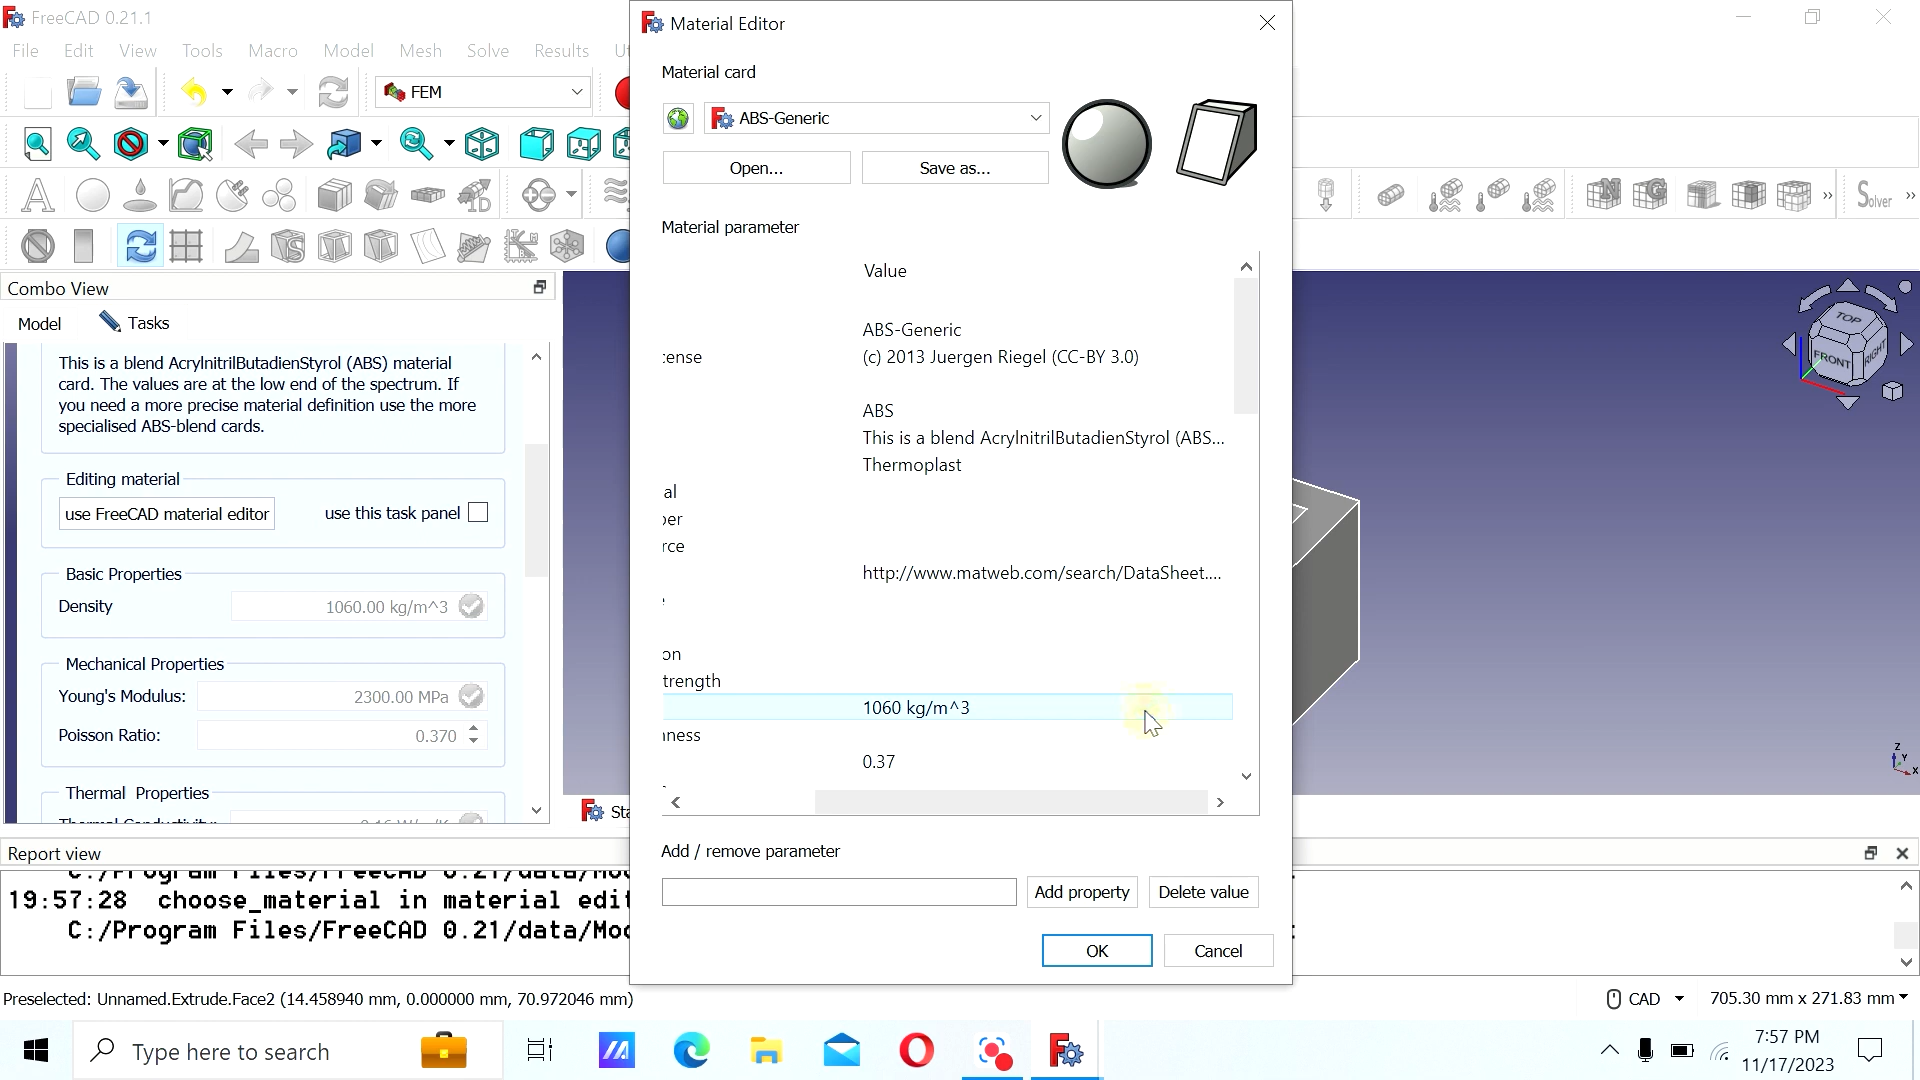 FreeCAD 0.21.1
File Edit View Tools Macro Model Mesh Solve Results
FEM
Combo View
Model Tasks
This is a blend AcrylnitrilButadienStyrol (ABS) material
card. The values are at the low end of the spectrum. If
you need a more precise material definition use the more
specialised ABS-blend cards.
Editing material
use FreeCAD material editor use this task panel
Basic Properties
Density 1060.00 kg/m^3
Mechanical Properties
Young's Modulus: 2300.00 MPa
Poisson Ratio: 0.370
Thermal Properties
Material Editor
Material card
ABS-Generic
Open... Save as...
Material parameter
Value
ABS-Generic
(c) 2013 Juergen Riegel (CC-BY 3.0)
ABS
This is a blend AcrylnitrilButadienStyrol (ABS...
Thermoplast
http://www.matweb.com/search/DataSheet....
1060 kg/m^3
0.37
Add / remove parameter
Add property Delete value
OK Cancel
Solver
TOP
FRONT
RIGHT
Z
Y
X
Report view
19:57:28 choose_material in material edi
C:/Program Files/FreeCAD 0.21/data/Mo
Preselected: Unnamed.Extrude.Face2 (14.458940 mm, 0.000000 mm, 70.972046 mm)
CAD 705.30 mm x 271.83 mm
Type here to search
7:57 PM
11/17/2023